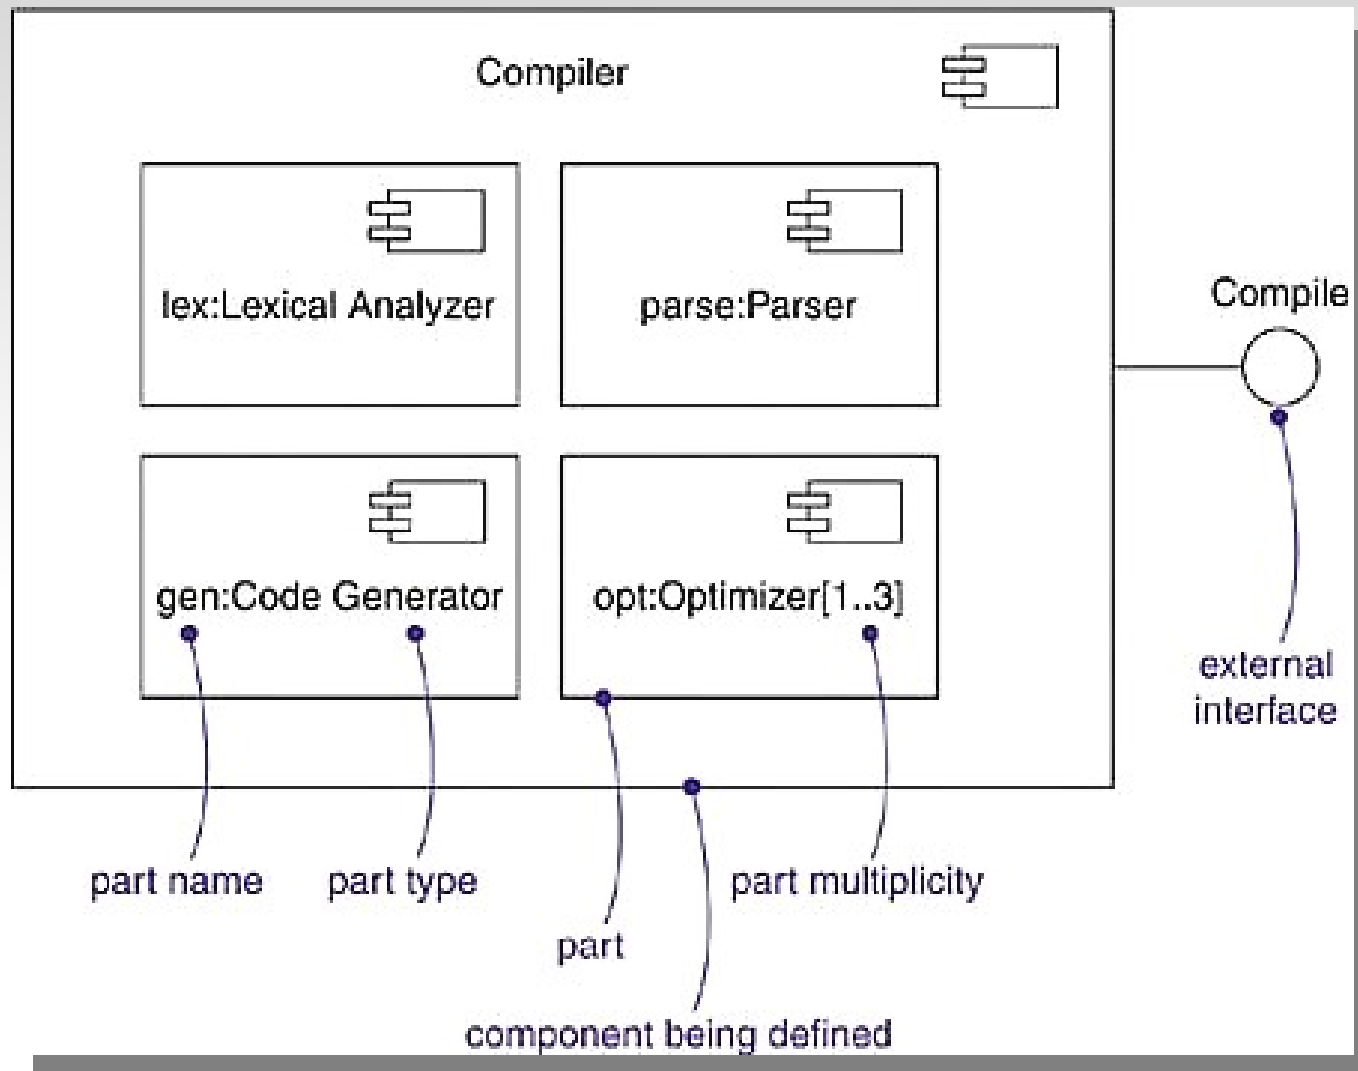 Compiler
lex:Lexical Analyzer
parse:Parser
Compile
gen:Code Generator
opt:Optimizer[1..3]
external
interface
part name
part type
part multiplicity
part
component being defined